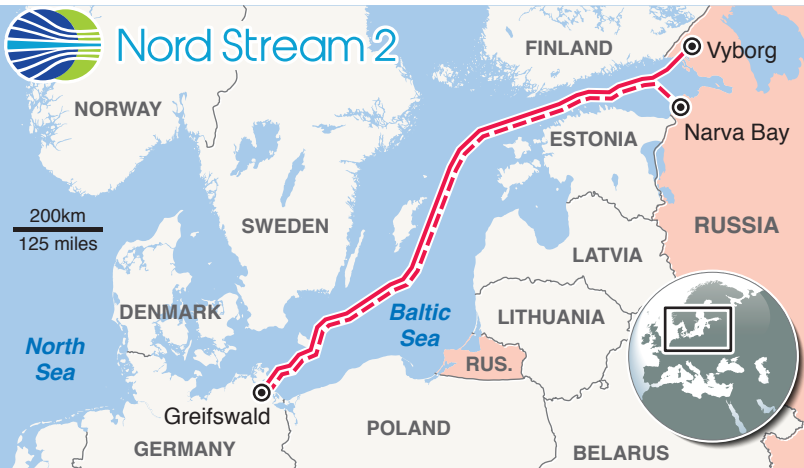 Nord Stream 2
FINLAND
Vyborg
NORWAY
Narva Bay
ESTONIA
200km
125 miles
SWEDEN
RUSSIA
LATVIA
DENMARK
Baltic
Sea
LITHUANIA
North
Sea
RUS.
Greifswald
POLAND
GERMANY
BELARUS